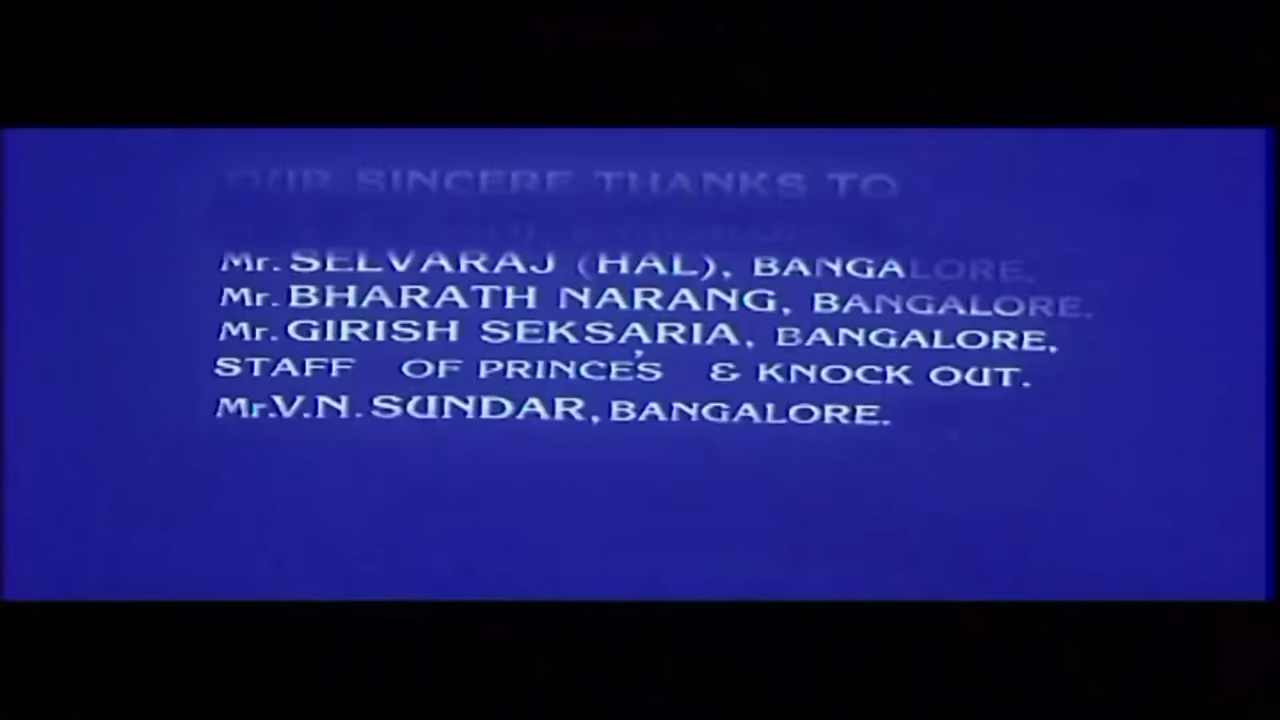 OUR SINCERE THANKS TO
Mr. SELVARAJ (HAL), BANGALORE.
Mr. BHARATH NARANG, BANGALORE.
Mr. GIRISH SEKSARIA, BANGALORE.
STAFF OF PRINCE'S & KNOCK OUT.
Mr. V.N. SUNDAR, BANGALORE.